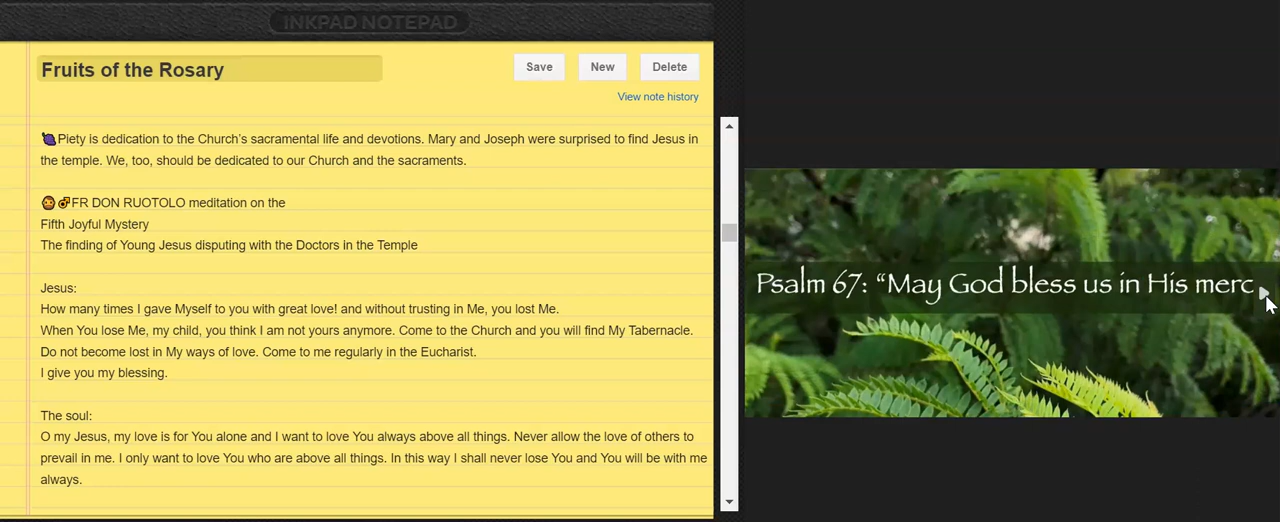 INKPAD NOTEPAD
Fruits of the Rosary
Save
New
Delete
View note history
🍇Piety is dedication to the Church's sacramental life and devotions. Mary and Joseph were surprised to find Jesus in
the temple. We, too, should be dedicated to our Church and the sacraments.
FR DON RUOTOLO meditation on the
Fifth Joyful Mystery
The finding of Young Jesus disputing with the Doctors in the Temple
Jesus:
How many times I gave Myself to you with great love! and without trusting in Me, you lost Me.
When You lose Me, my child, you think I am not yours anymore. Come to the Church and you will find My Tabernacle.
Do not become lost in My ways of love. Come to me regularly in the Eucharist.
I give you my blessing.
The soul:
O my Jesus, my love is for You alone and I want to love You always above all things. Never allow the love of others to
prevail in me. I only want to love You who are above all things. In this way I shall never lose You and You will be with me
always.
Psalm 67: “May God bless us in His merc